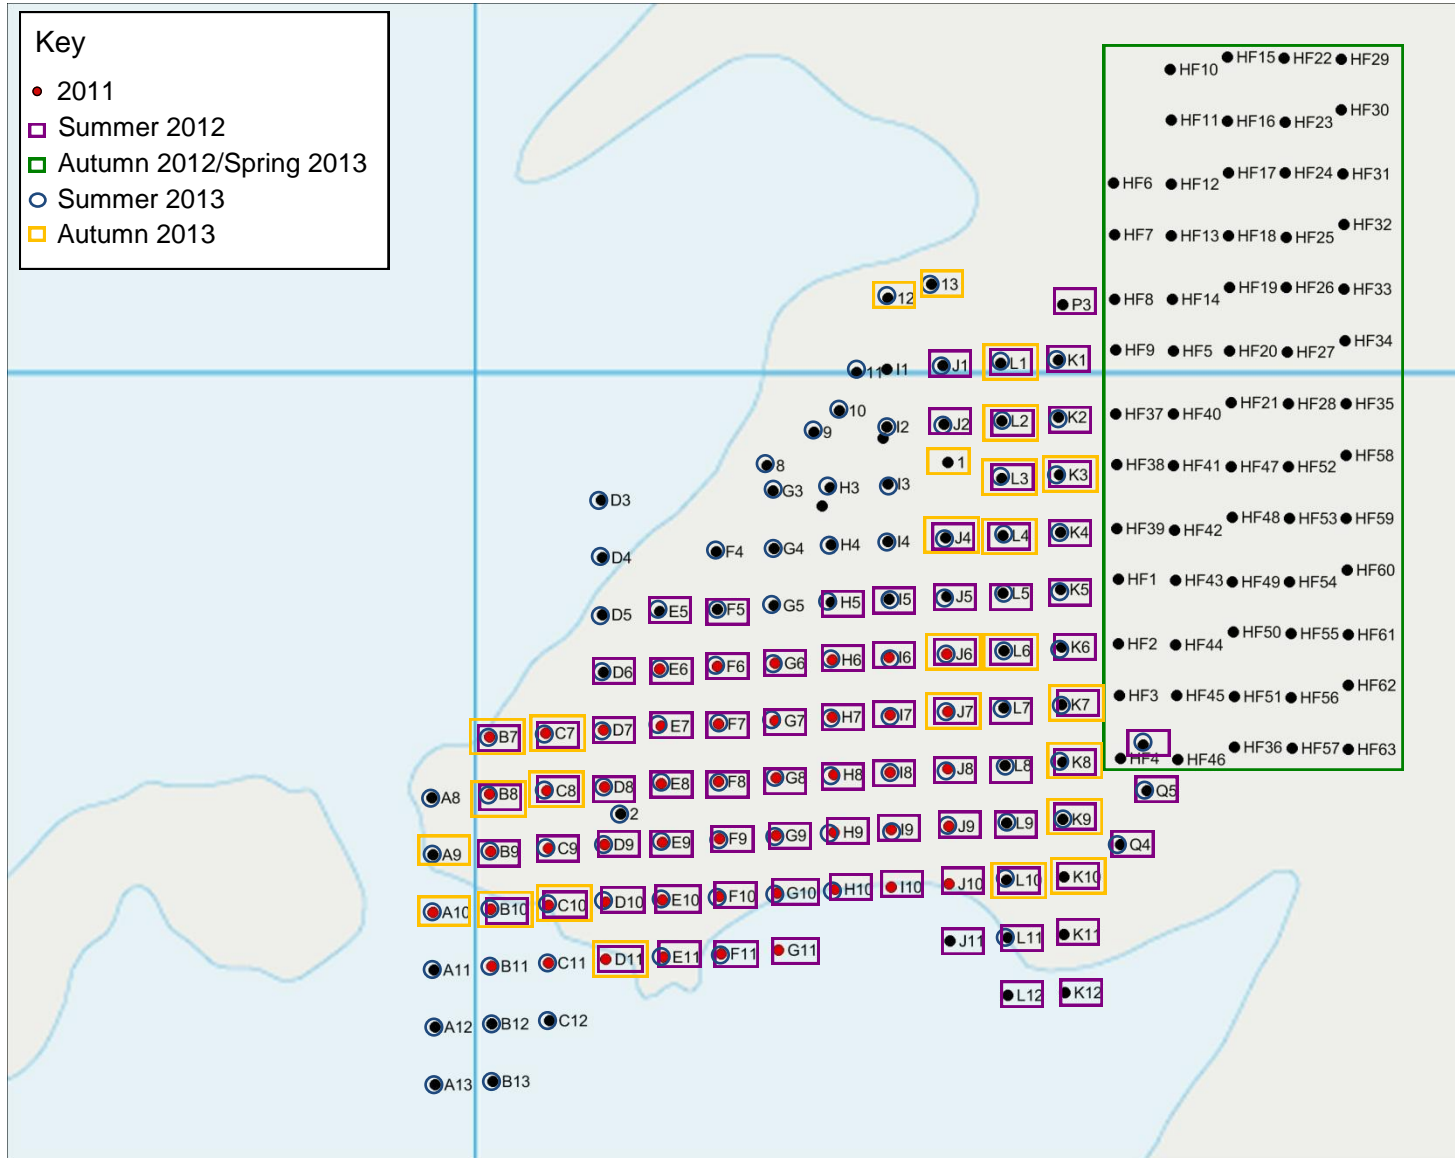 Key
2011
Summer 2012
Autumn 2012/Spring 2013
Summer 2013
Autumn 2013
HF10 HF15 HF22 HF29
HF11 HF16 HF23 HF30
HF6 HF12 HF17 HF24 HF31
HF7 HF13 HF18 HF25 HF32
12 13 P3 HF8 HF14 HF19 HF26 HF33
11 I1 J1 L1 K1 HF9 HF5 HF20 HF27 HF34
10 HF37 HF40 HF21 HF28 HF35
9 I2 J2 L2 K2
8 1 HF38 HF41 HF47 HF52 HF58
D3 G3 H3 I3 L3 K3
D4 F4 G4 H4 I4 J4 L4 K4 HF39 HF42 HF48 HF53 HF59
D5 E5 F5 G5 H5 I5 J5 L5 K5 HF1 HF43 HF49 HF54 HF60
D6 E6 F6 G6 H6 I6 J6 L6 K6 HF2 HF44 HF50 HF55 HF61
B7 C7 D7 E7 F7 G7 H7 I7 J7 L7 K7 HF3 HF45 HF51 HF56 HF62
HF4 HF46 HF36 HF57 HF63
A8 B8 C8 D8 E8 F8 G8 H8 I8 J8 L8 K8 Q5
2
A9 B9 C9 D9 E9 F9 G9 H9 I9 J9 L9 K9 Q4
A10 B10 C10 D10 E10 F10 G10 H10 I10 J10 L10 K10
A11 B11 C11 D11 E11 F11 G11 J11 L11 K11
A12 B12 C12 L12 K12
A13 B13